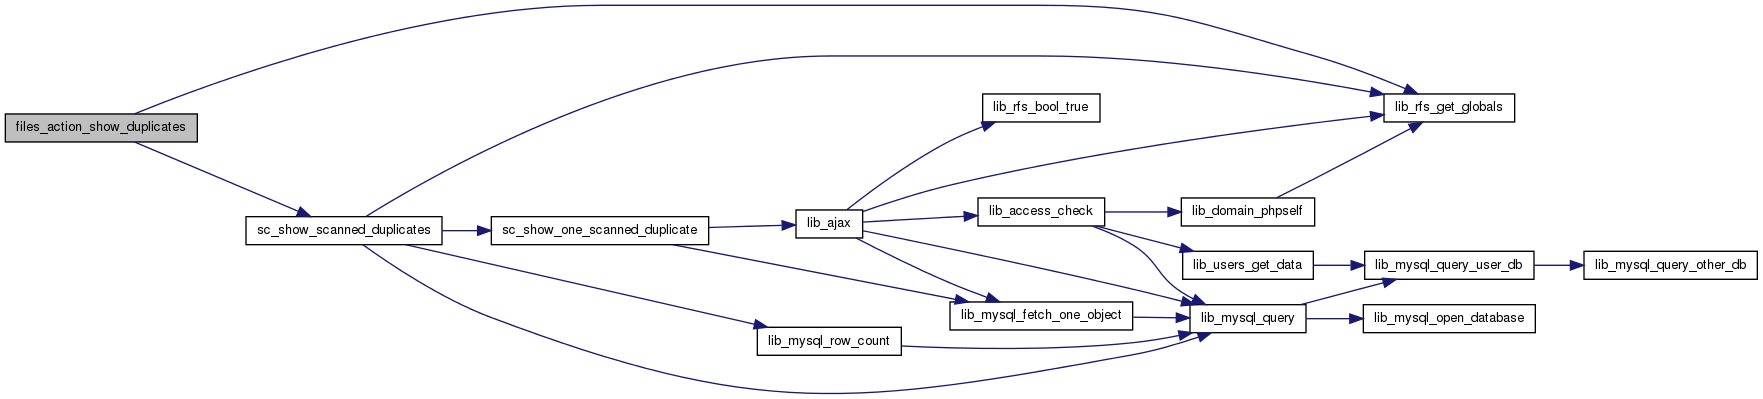 files_action_show_duplicates
sc_show_scanned_duplicates
sc_show_one_scanned_duplicate
lib_ajax
lib_rfs_bool_true
lib_rfs_get_globals
lib_access_check
lib_domain_phpself
lib_users_get_data
lib_mysql_query_user_db
lib_mysql_query_other_db
lib_mysql_fetch_one_object
lib_mysql_query
lib_mysql_open_database
lib_mysql_row_count